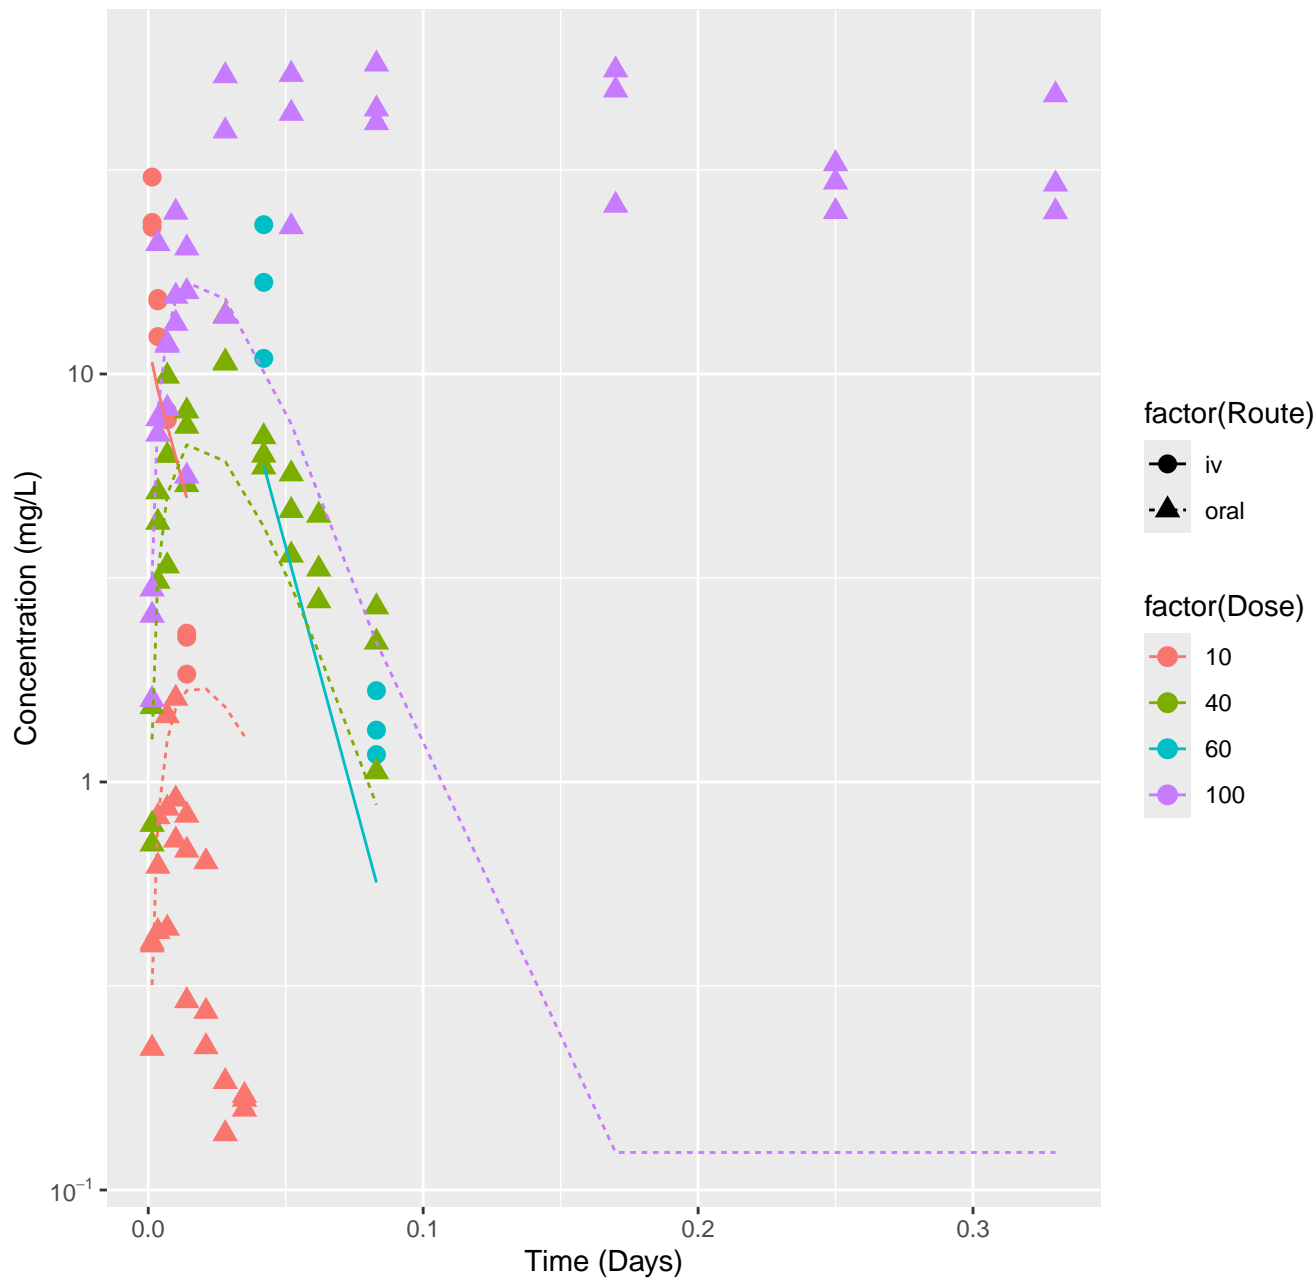 10
1
10⁻¹
0.0
0.1
0.2
0.3
Time (Days)
Concentration (mg/L)
factor(Route)
iv
oral
factor(Dose)
10
40
60
100